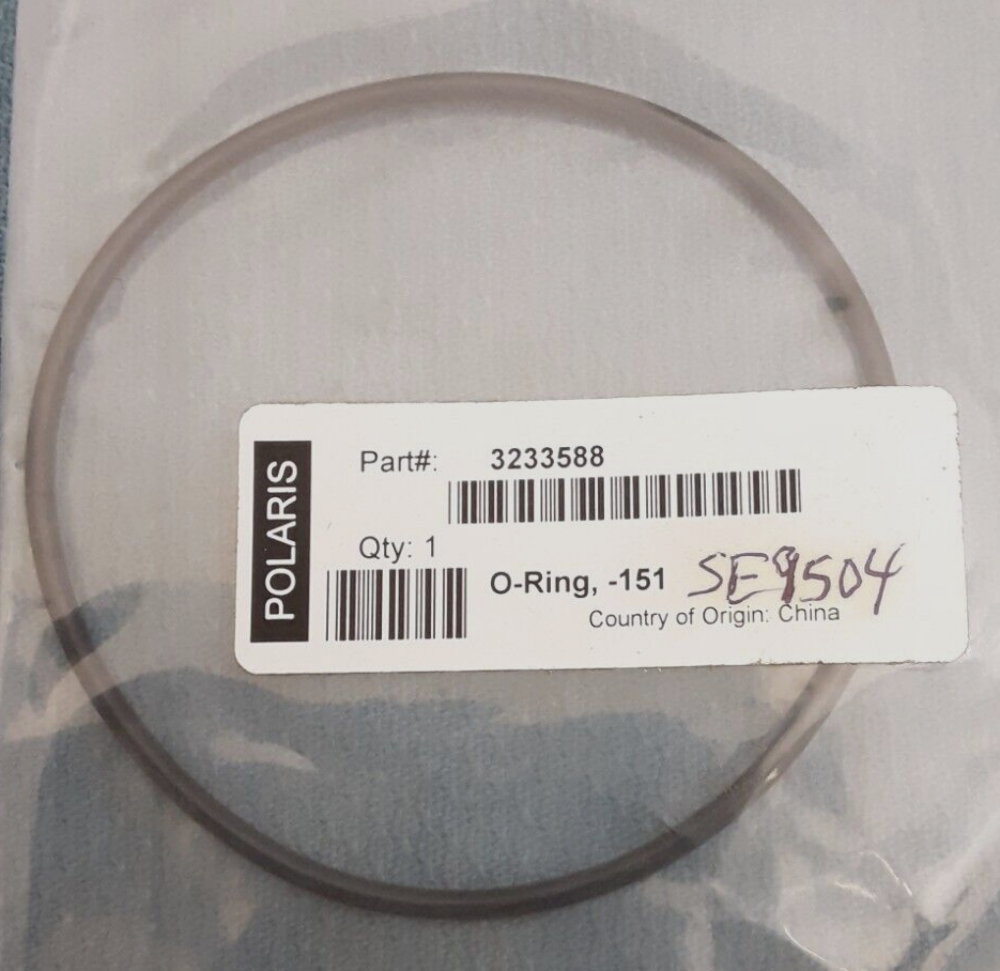 POLARIS
Part#: 3233588
Qty: 1
O-Ring, -151 SE9504
Country of Origin: China